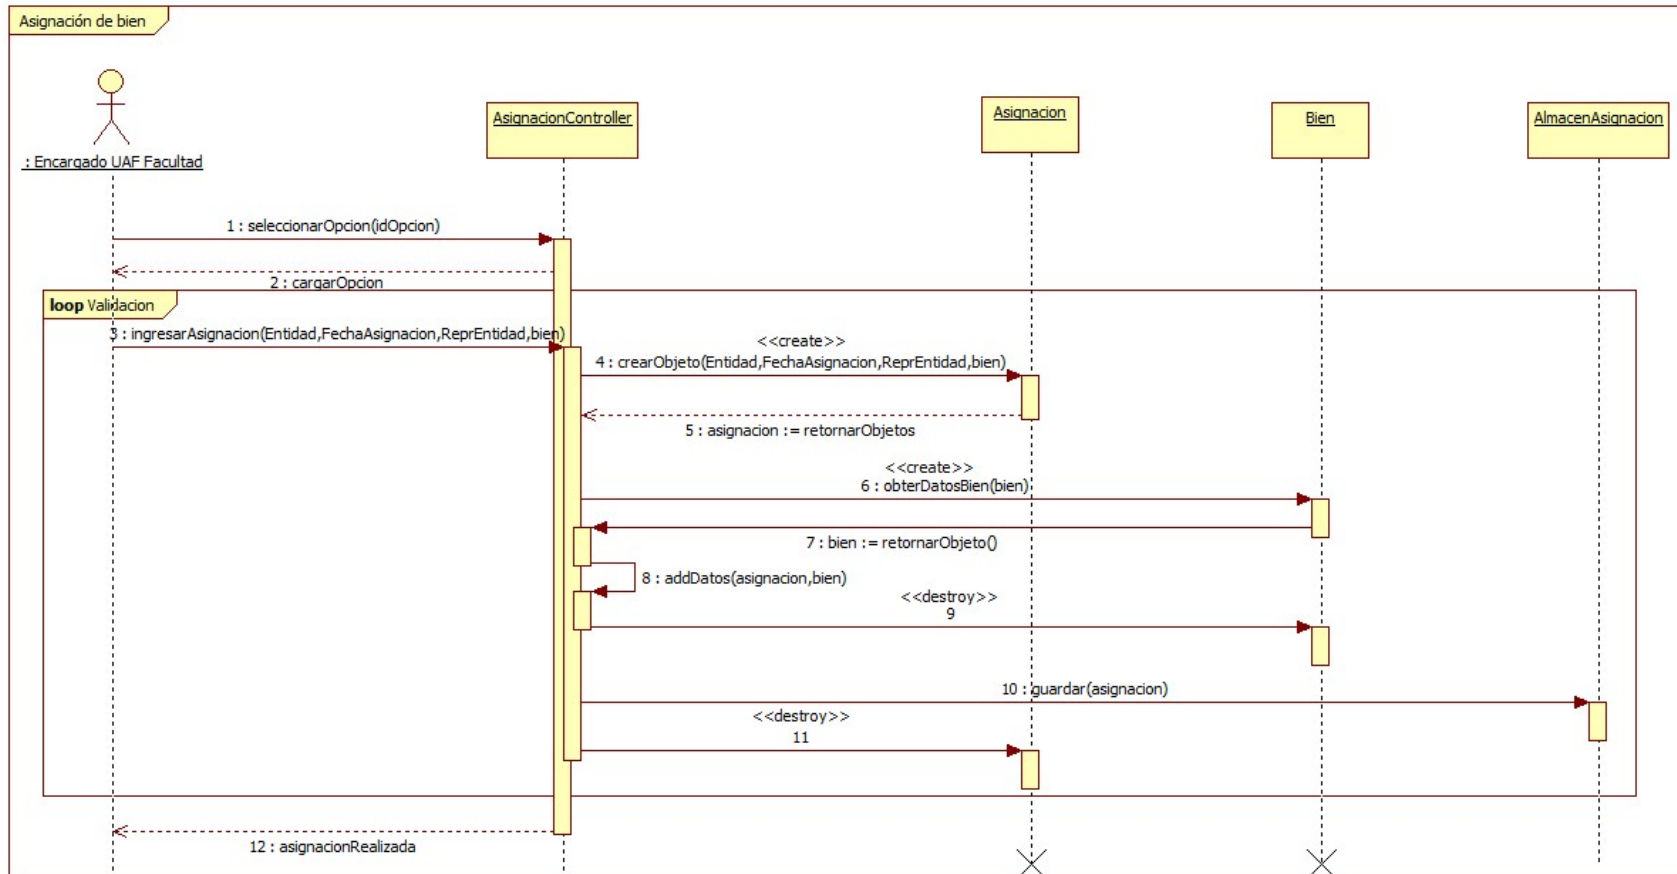 Asignación de bien
: Encargado UAF Facultad
AsignacionController
Asignacion
Bien
AlmacenAsignacion
1 : seleccionarOpcion(idOpcion)
2 : cargarOpcion
loop Validacion
3 : ingresarAsignacion(Entidad,FechaAsignacion,ReprEntidad,bien)
<<create>>
4 : crearObjeto(Entidad,FechaAsignacion,ReprEntidad,bien)
5 : asignacion := retornarObjetos
<<create>>
6 : obterDatosBien(bien)
7 : bien := retornarObjeto()
8 : addDatos(asignacion,bien)
<<destroy>>
9
10 : guardar(asignacion)
<<destroy>>
11
12 : asignacionRealizada